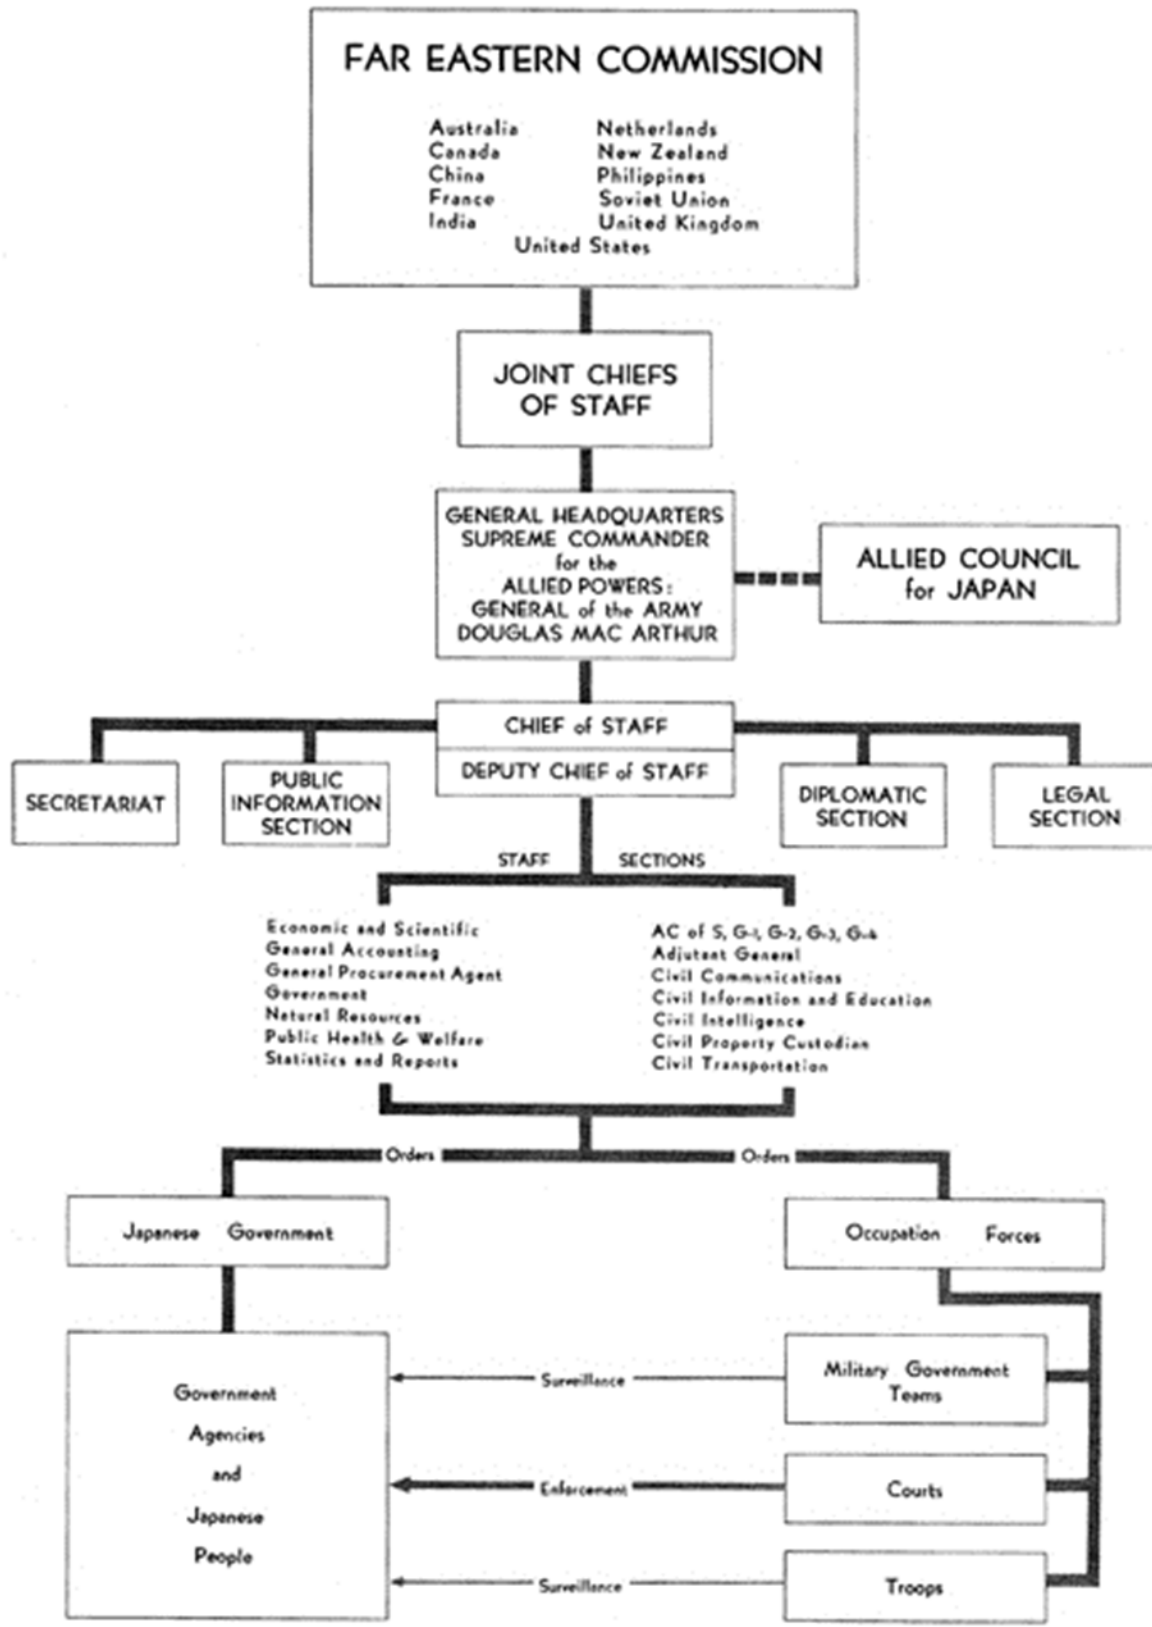 FAR EASTERN COMMISSION
Australia
Canada
China
France
India
Netherlands
New Zealand
Philippines
Soviet Union
United Kingdom
United States
JOINT CHIEFS
OF STAFF
GENERAL HEADQUARTERS
SUPREME COMMANDER
for the
ALLIED POWERS:
GENERAL of the ARMY
DOUGLAS MAC ARTHUR
ALLIED COUNCIL
for JAPAN
CHIEF of STAFF
DEPUTY CHIEF of STAFF
SECRETARIAT
PUBLIC
INFORMATION
SECTION
DIPLOMATIC
SECTION
LEGAL
SECTION
STAFF SECTIONS
Economic and Scientific
General Accounting
General Procurement Agent
Government
Natural Resources
Public Health & Welfare
Statistics and Reports
AC of S, G-1, G-2, G-3, G-4
Adjutant General
Civil Communications
Civil Information and Education
Civil Intelligence
Civil Property Custodian
Civil Transportation
Orders
Orders
Japanese Government
Occupation Forces
Government
Agencies
and
Japanese
People
Surveillance
Military Government
Teams
Enforcement
Courts
Surveillance
Troops